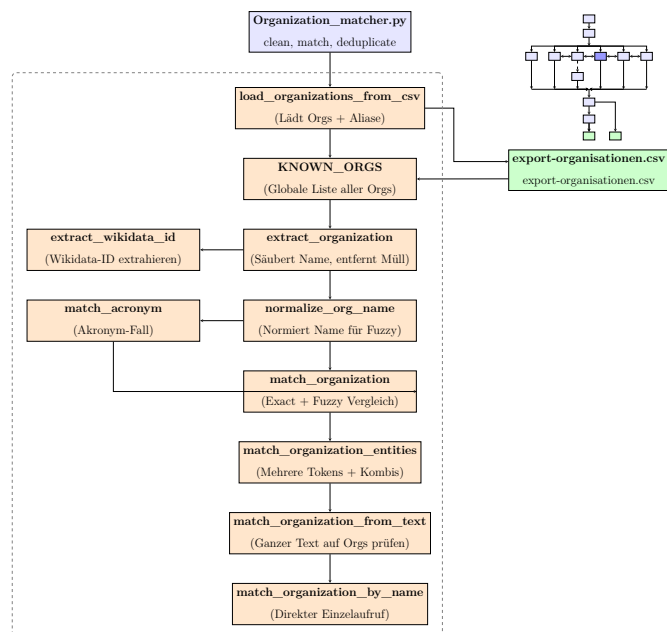 Organization_matcher.py
clean, match, deduplicate
load_organizations_from_csv
(Lädt Orgs + Aliase)
export-organisationen.csv
export-organisationen.csv
KNOWN_ORGS
(Globale Liste aller Orgs)
extract_wikidata_id
(Wikidata-ID extrahieren)
extract_organization
(Säubert Name, entfernt Müll)
match_acronym
(Akronym-Fall)
normalize_org_name
(Normiert Name für Fuzzy)
match_organization
(Exact + Fuzzy Vergleich)
match_organization_entities
(Mehrere Tokens + Kombis)
match_organization_from_text
(Ganzer Text auf Orgs prüfen)
match_organization_by_name
(Direkter Einzelaufruf)